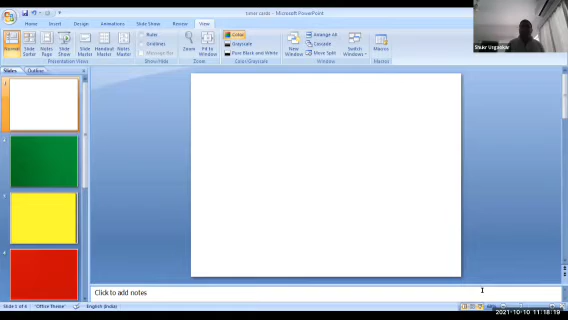 color cards - Microsoft PowerPoint
Home Insert Design Animations Slide Show Review View
Normal
Slide Sorter
Notes Page
Slide Show
Slide Master
Handout Master
Notes Master
Presentation Views
Ruler
Gridlines
Message Bar
Show/Hide
Zoom
Fit to Window
Zoom
Color
Grayscale
Pure Black and White
Color/Grayscale
New Window
Arrange All
Cascade
Move Split
Switch Windows
Window
Macros
Macros
Slides Outline
Click to add notes
Slide 1 of 4 "Office Theme" English (India)
2021-10-10 11:18:19